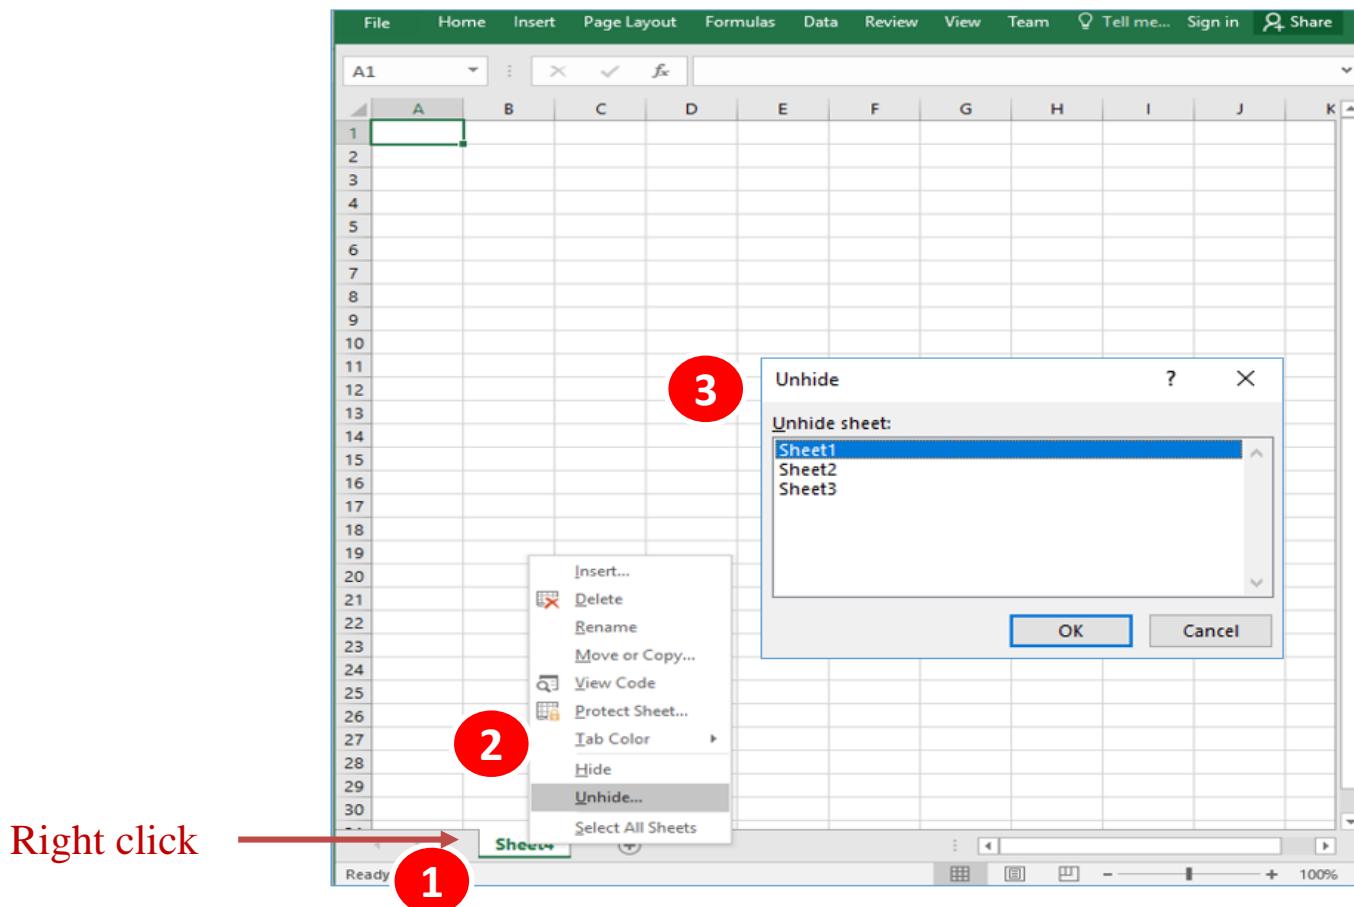 File Home Insert Page Layout Formulas Data Review View Team Tell me... Sign in Share
A1 fx
A B C D E F G H I J K
1
2
3
4
5
6
7
8
9
10
11
12
13
14
15
16
17
18
19
20
21
22
23
24
25
26
27
28
29
30
3
Unhide ? X
Unhide sheet:
Sheet1
Sheet2
Sheet3
OK Cancel
Insert...
Delete
Rename
Move or Copy...
View Code
Protect Sheet...
Tab Color
Hide
Unhide...
Select All Sheets
2
Right click
Sheet4
1
Ready
100%